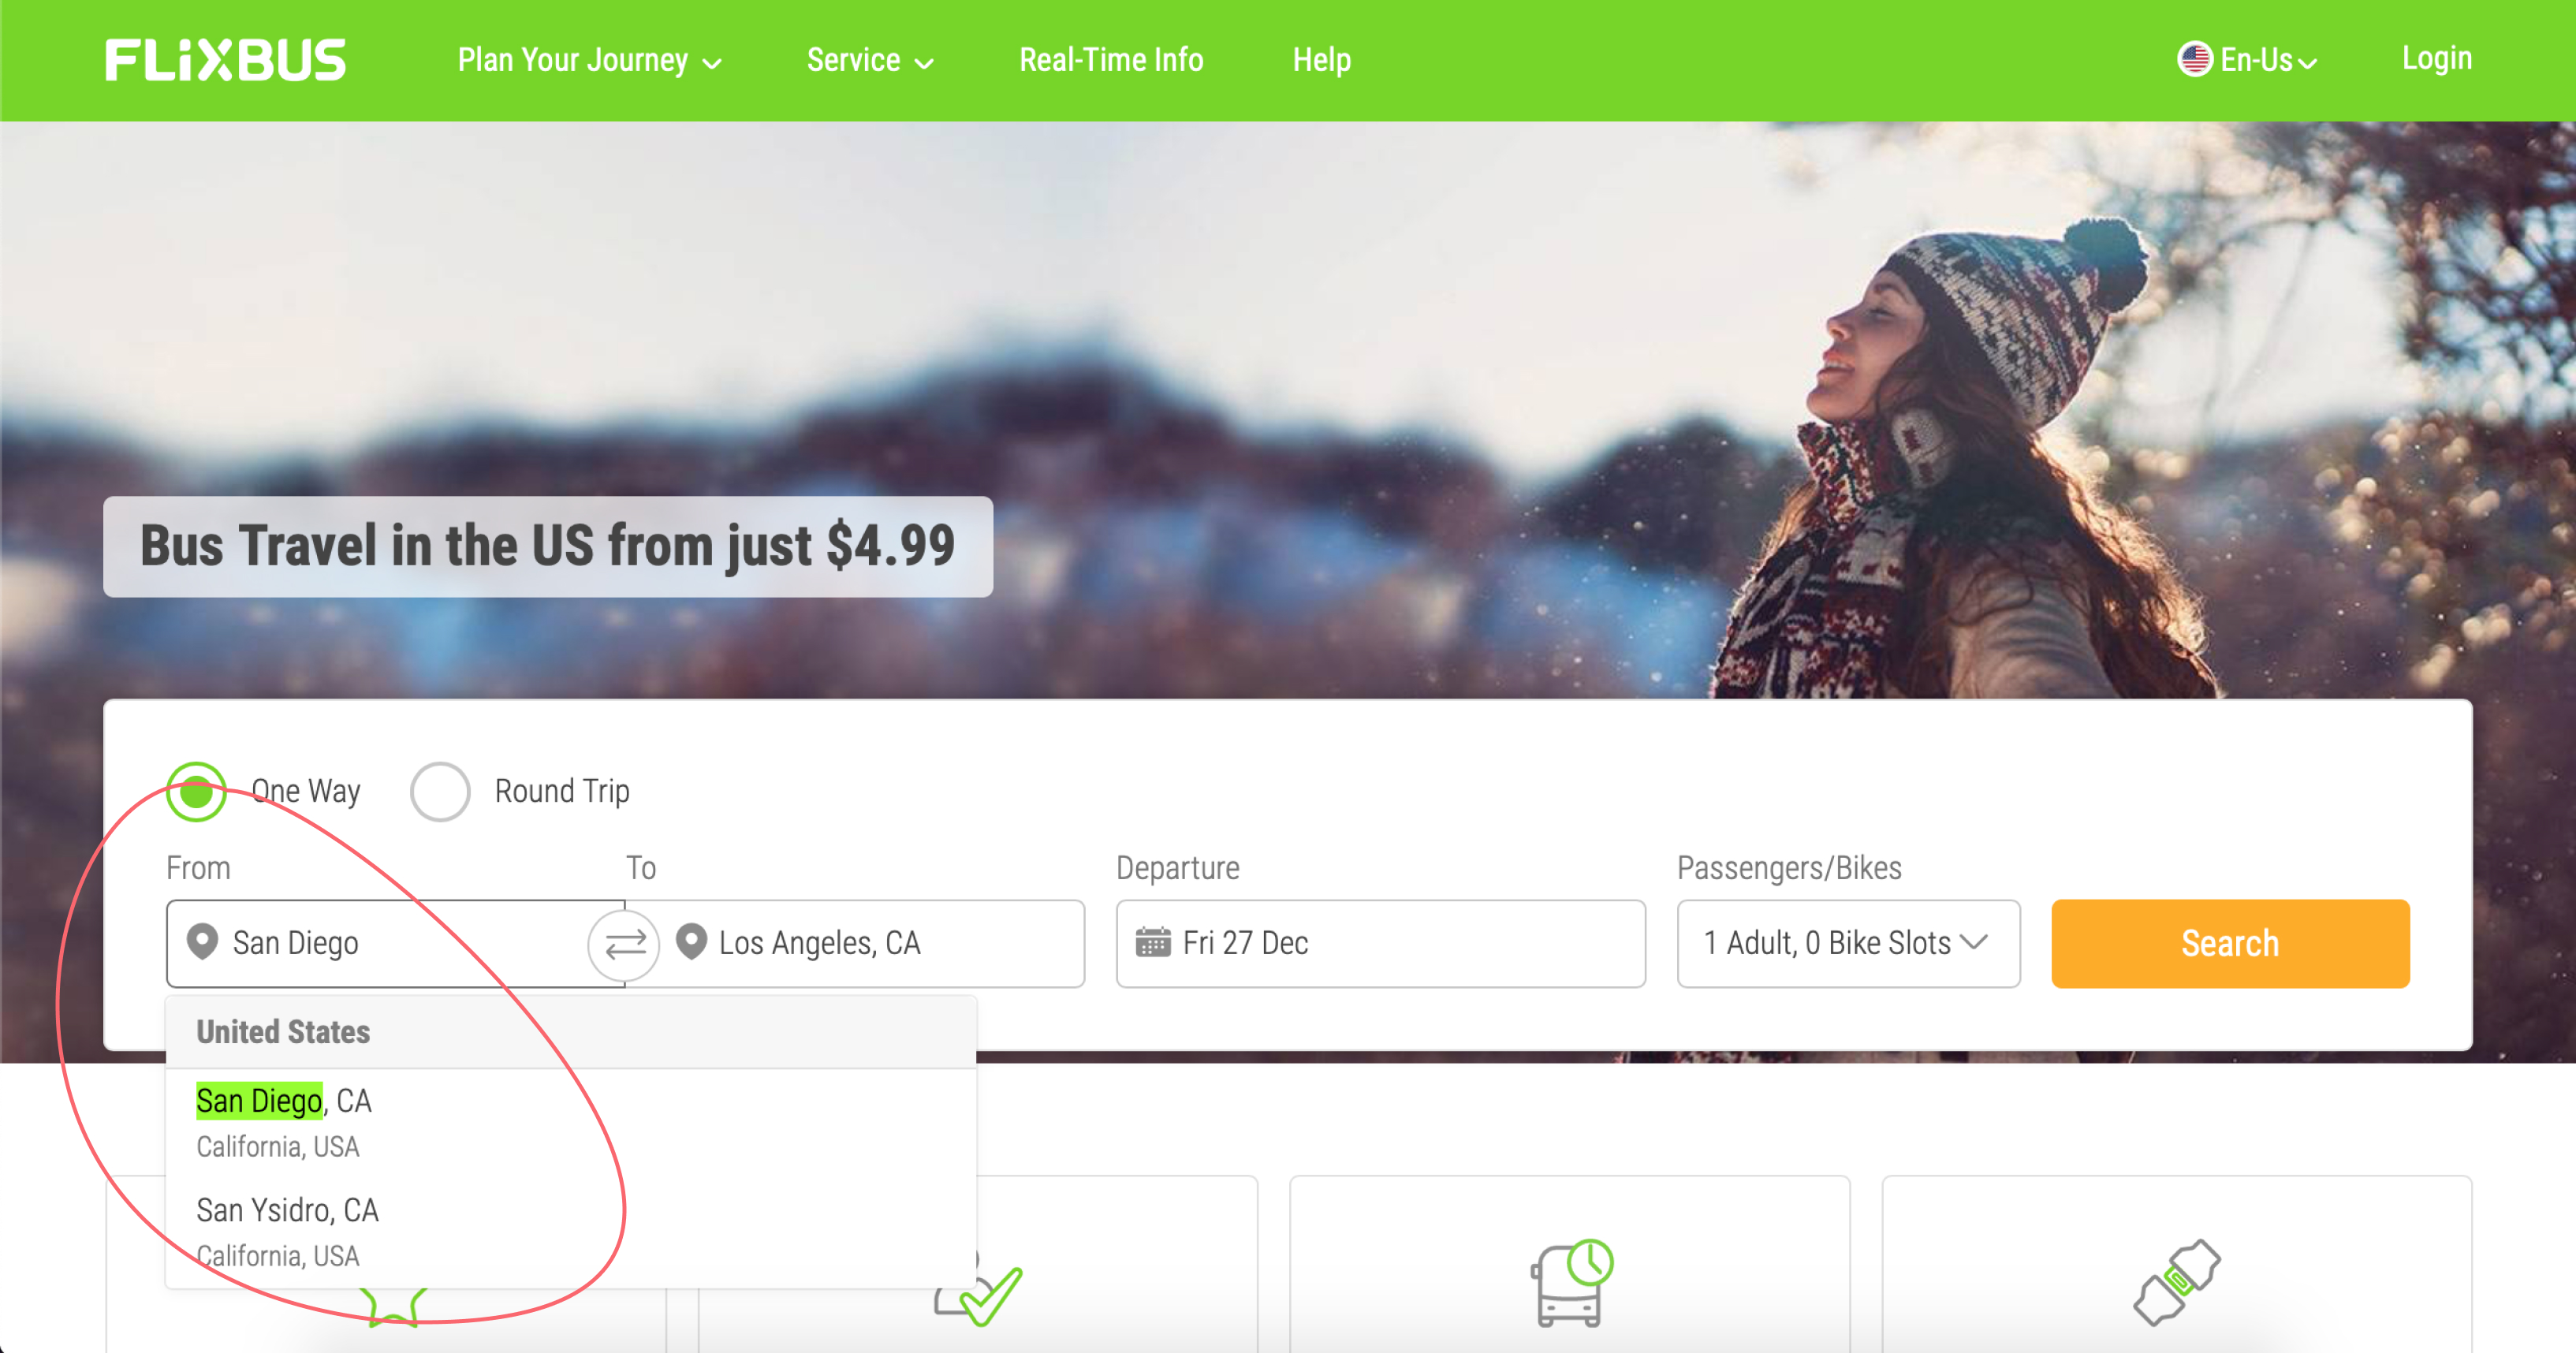 FLiXBUS Plan Your Journey Service Real-Time Info Help En-Us Login
Bus Travel in the US from just $4.99
One Way Round Trip
From To Departure Passengers/Bikes
San Diego Los Angeles, CA Fri 27 Dec 1 Adult, 0 Bike Slots Search
United States
San Diego, CA
California, USA
San Ysidro, CA
California, USA